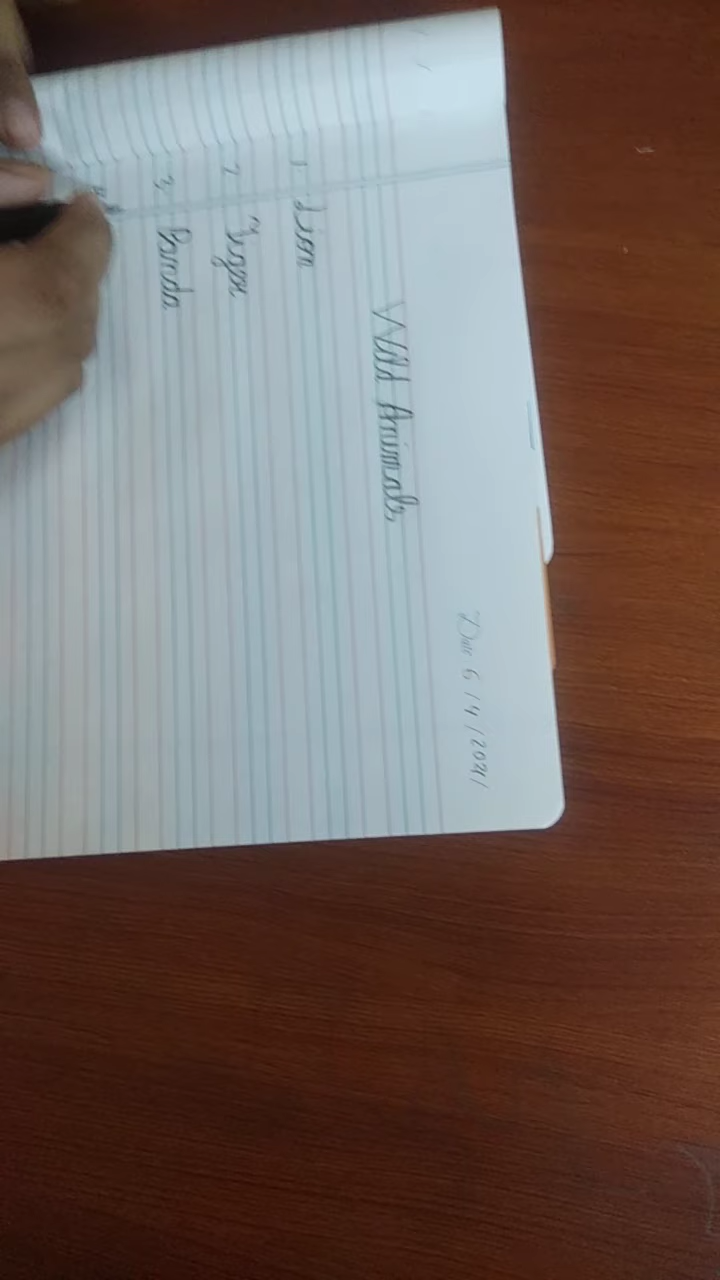 Date 6/4/2021
Wild Animals
1. Lion
2. Tiger
3. Panda